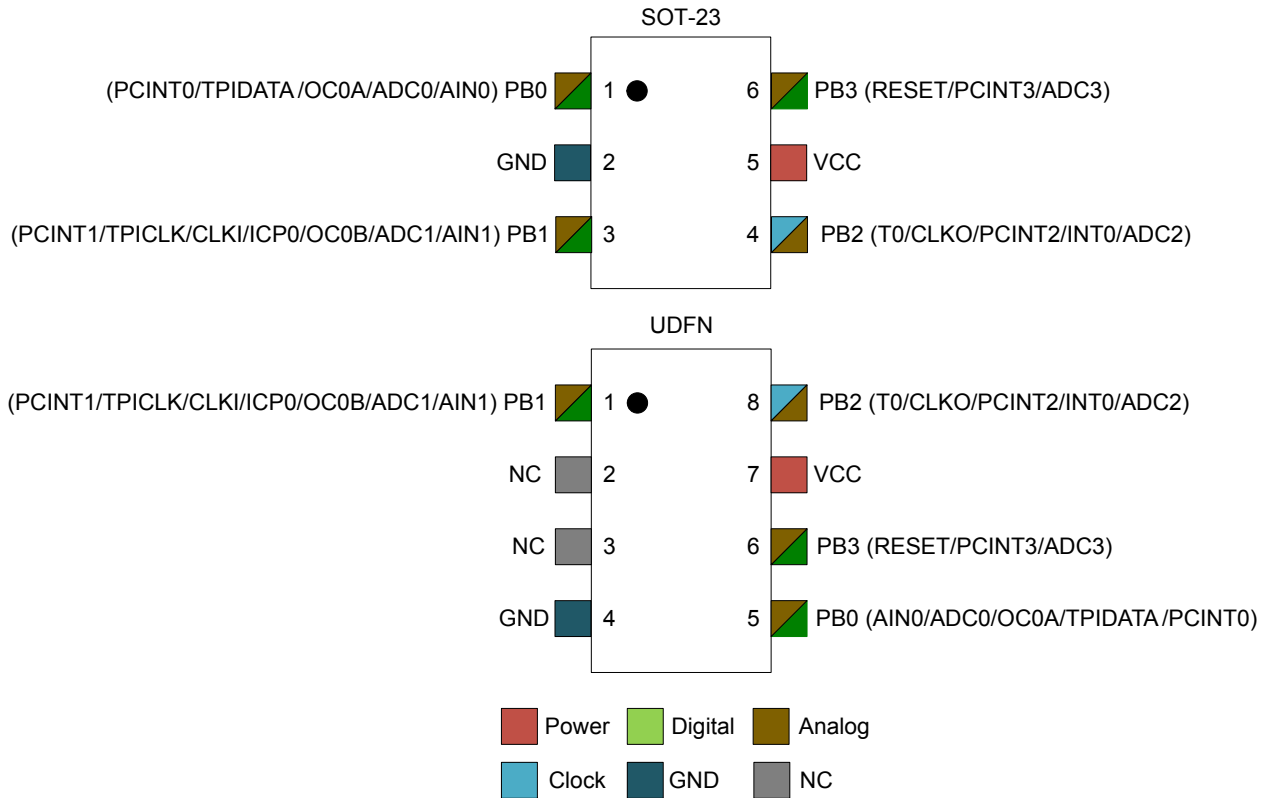 SOT-23
(PCINT0/TPIDATA/OC0A/ADC0/AIN0) PB0 1 6 PB3 (RESET/PCINT3/ADC3)
GND 2 5 VCC
(PCINT1/TPICLK/CLKI/ICP0/OC0B/ADC1/AIN1) PB1 3 4 PB2 (T0/CLKO/PCINT2/INT0/ADC2)
UDFN
(PCINT1/TPICLK/CLKI/ICP0/OC0B/ADC1/AIN1) PB1 1 8 PB2 (T0/CLKO/PCINT2/INT0/ADC2)
NC 2 7 VCC
NC 3 6 PB3 (RESET/PCINT3/ADC3)
GND 4 5 PB0 (AIN0/ADC0/OC0A/TPIDATA/PCINT0)
Power Digital Analog
Clock GND NC